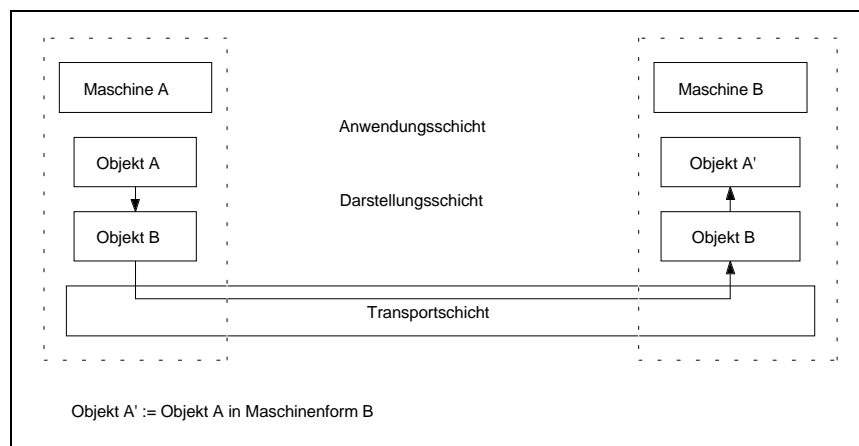 Maschine A
Maschine B
Anwendungsschicht
Objekt A
Objekt A'
Darstellungsschicht
Objekt B
Objekt B
Transportschicht
Objekt A' := Objekt A in Maschinenform B